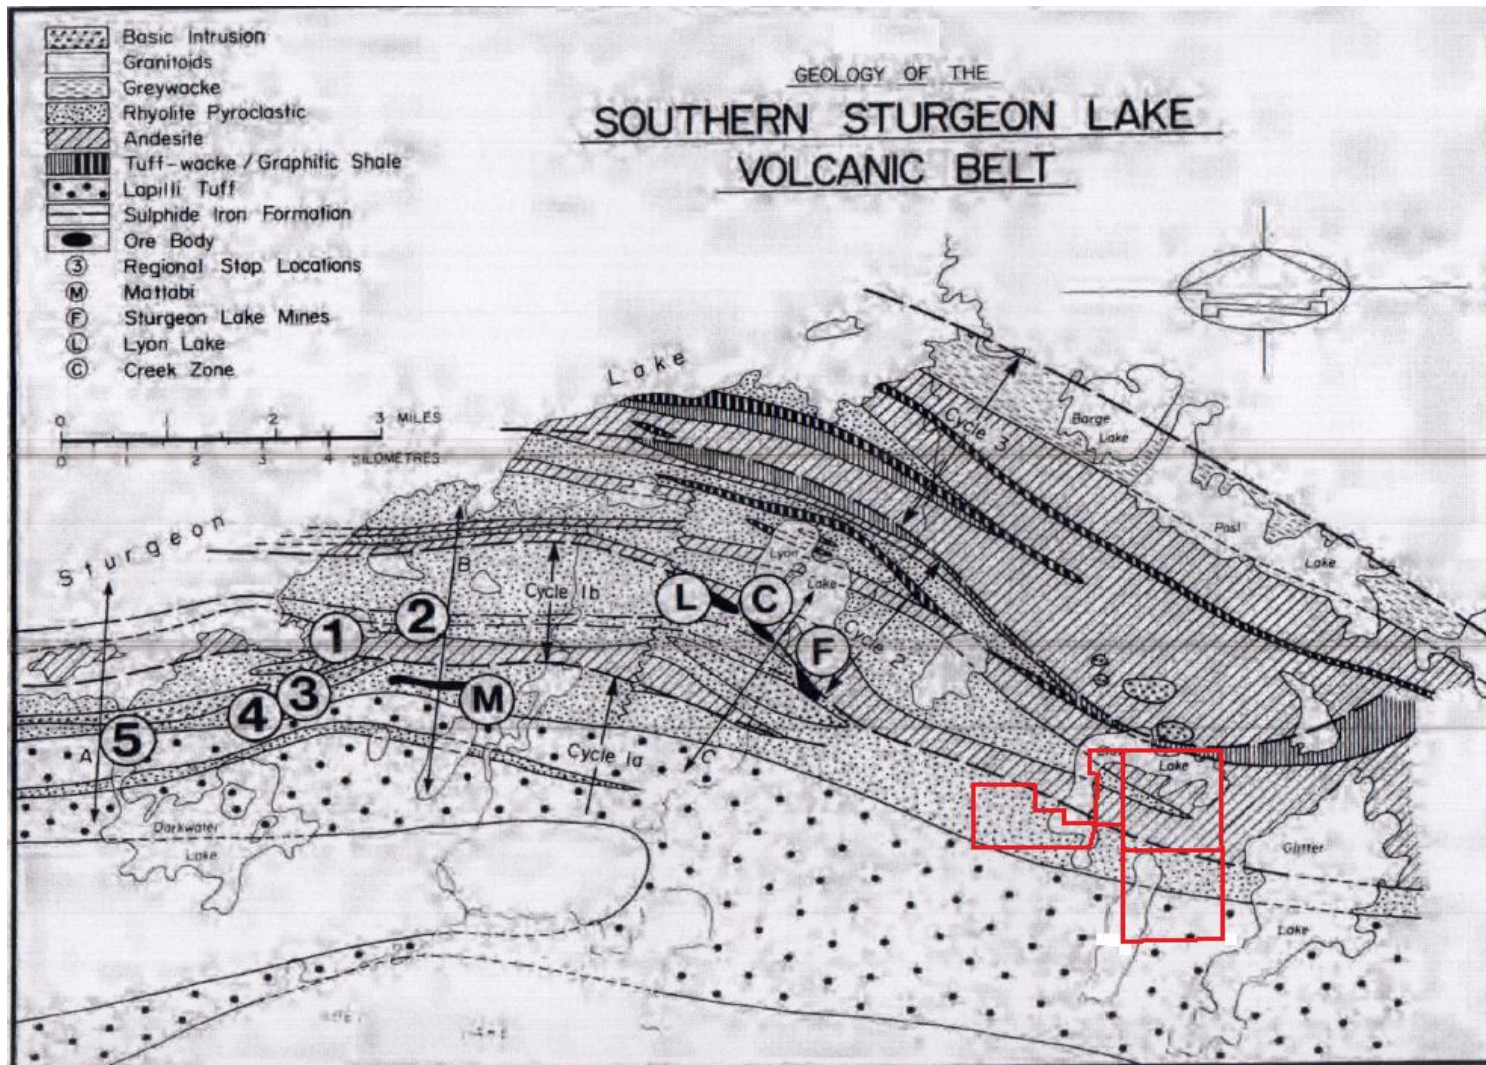 Basic Intrusion
Granitoids
Greywacke
Rhyolite Pyroclastic
Andesite
Tuff-wacke / Graphitic Shale
Lapilli Tuff
Sulphide Iron Formation
Ore Body
3 Regional Stop Locations
M Mattabi
F Sturgeon Lake Mines
L Lyon Lake
C Creek Zone
GEOLOGY OF THE
SOUTHERN STURGEON LAKE
VOLCANIC BELT
0 1 2 3 MILES
0 1 2 3 4 KILOMETRES
Sturgeon
Lake
Cycle 3
Barge
Lake
Post
Lake
Lyon
Lake
B
Cycle 1b
L
C
F
Cycle 2
1
2
3
4
5
M
A
C
Cycle 1a
Darkwater
Lake
Lake
Glitter
Lake